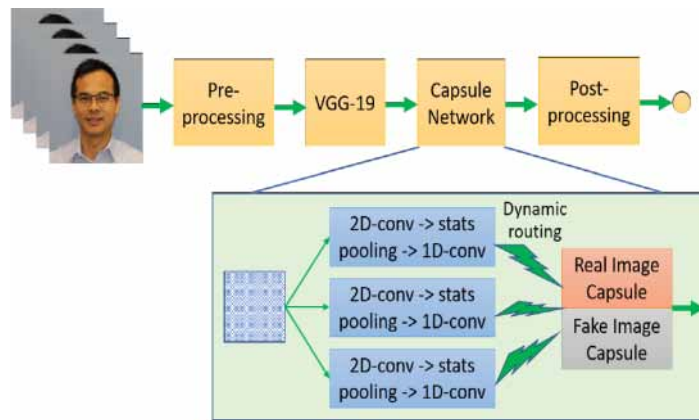 Pre-
processing
VGG-19
Capsule
Network
Post-
processing
Dynamic
routing
2D-conv -> stats
pooling -> 1D-conv
2D-conv -> stats
pooling -> 1D-conv
2D-conv -> stats
pooling -> 1D-conv
Real Image
Capsule
Fake Image
Capsule